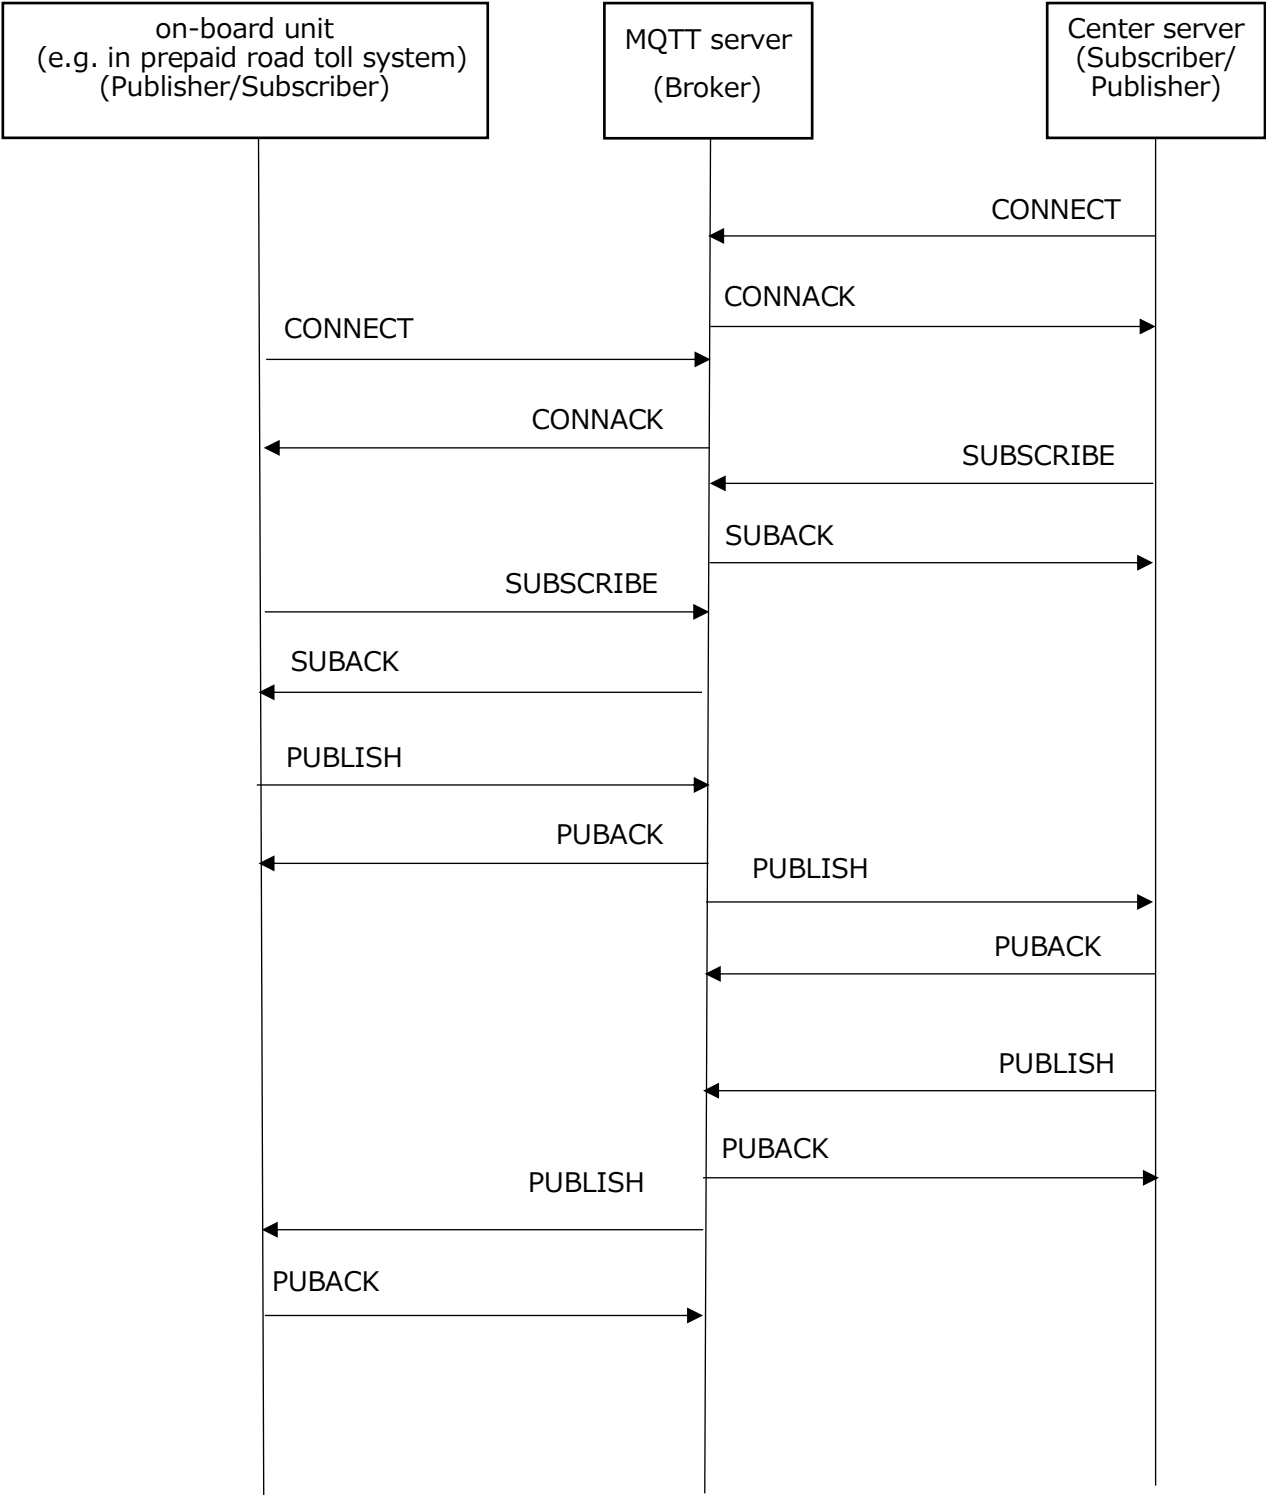 on-board unit
(e.g. in prepaid road toll system)
(Publisher/Subscriber)
MQTT server
(Broker)
Center server
(Subscriber/
Publisher)
CONNECT
CONNACK
CONNECT
CONNACK
SUBSCRIBE
SUBACK
SUBSCRIBE
SUBACK
PUBLISH
PUBACK
PUBLISH
PUBACK
PUBLISH
PUBACK
PUBLISH
PUBACK